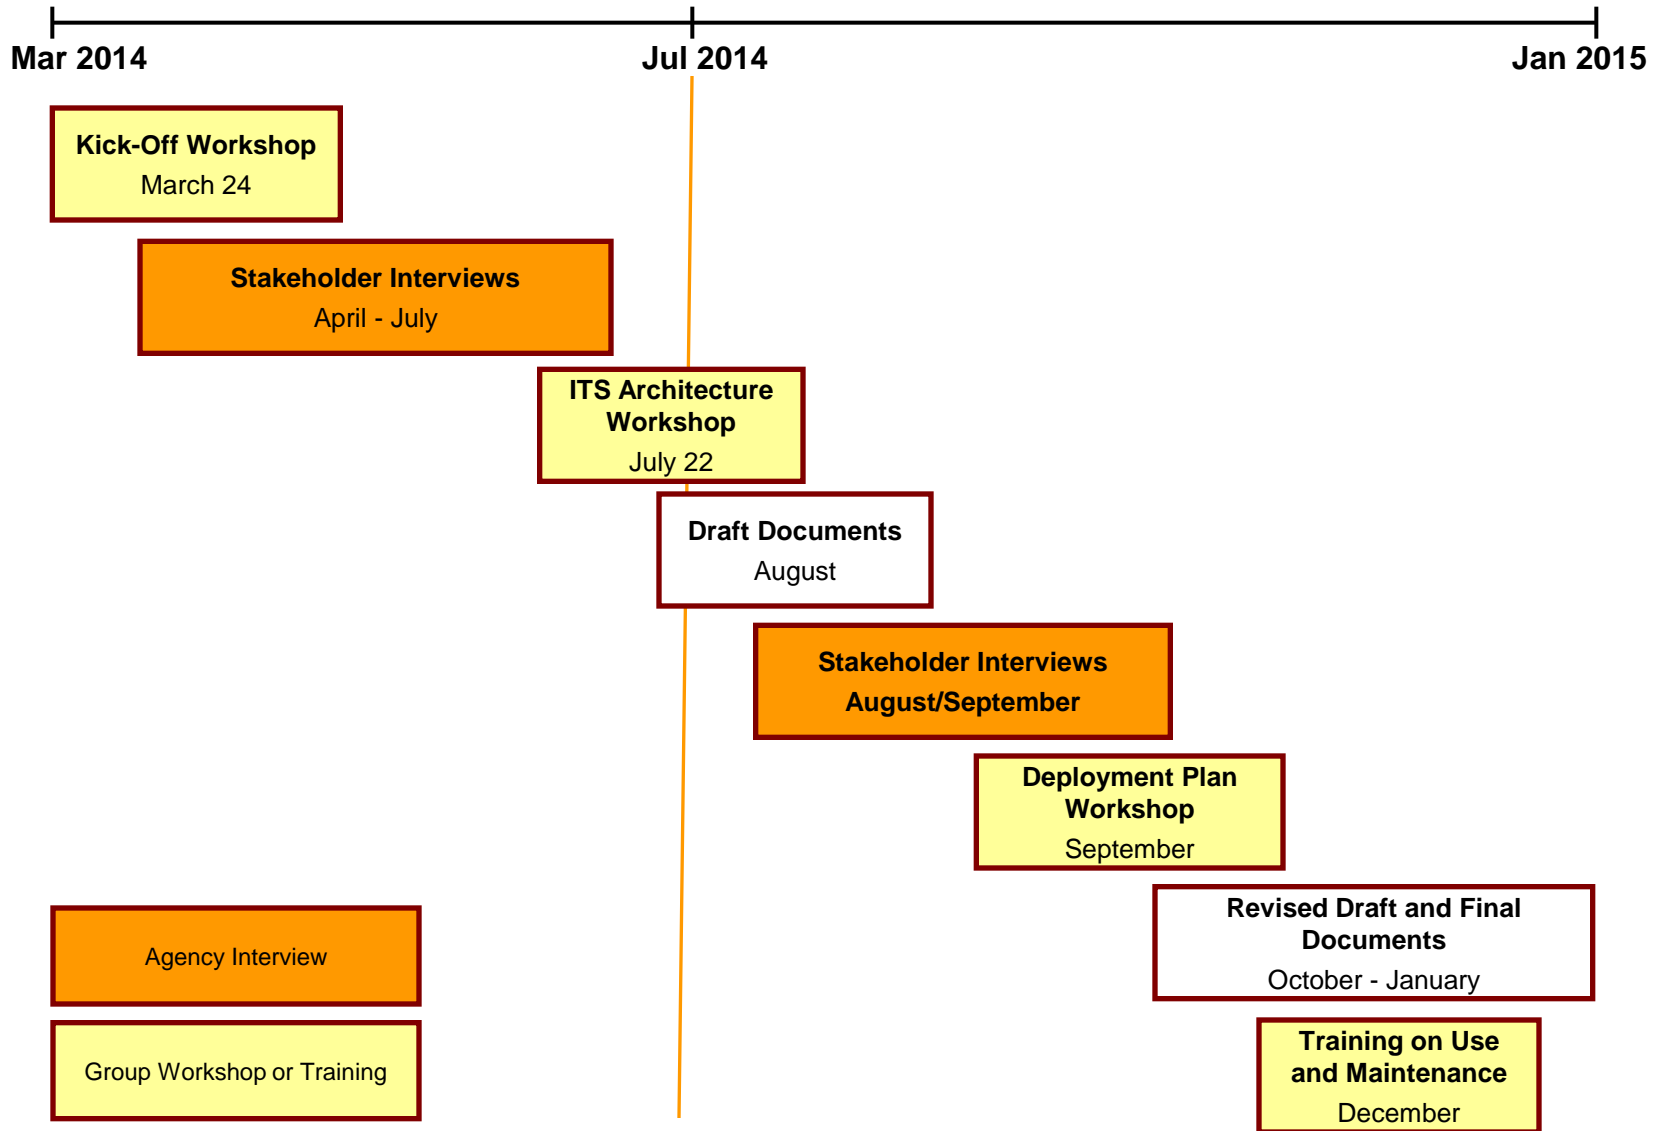 Mar 2014
Jul 2014
Jan 2015
Kick-Off Workshop
March 24
Stakeholder Interviews
April - July
ITS Architecture
Workshop
July 22
Draft Documents
August
Stakeholder Interviews
August/September
Deployment Plan
Workshop
September
Revised Draft and Final
Documents
October - January
Training on Use
and Maintenance
December
Agency Interview
Group Workshop or Training